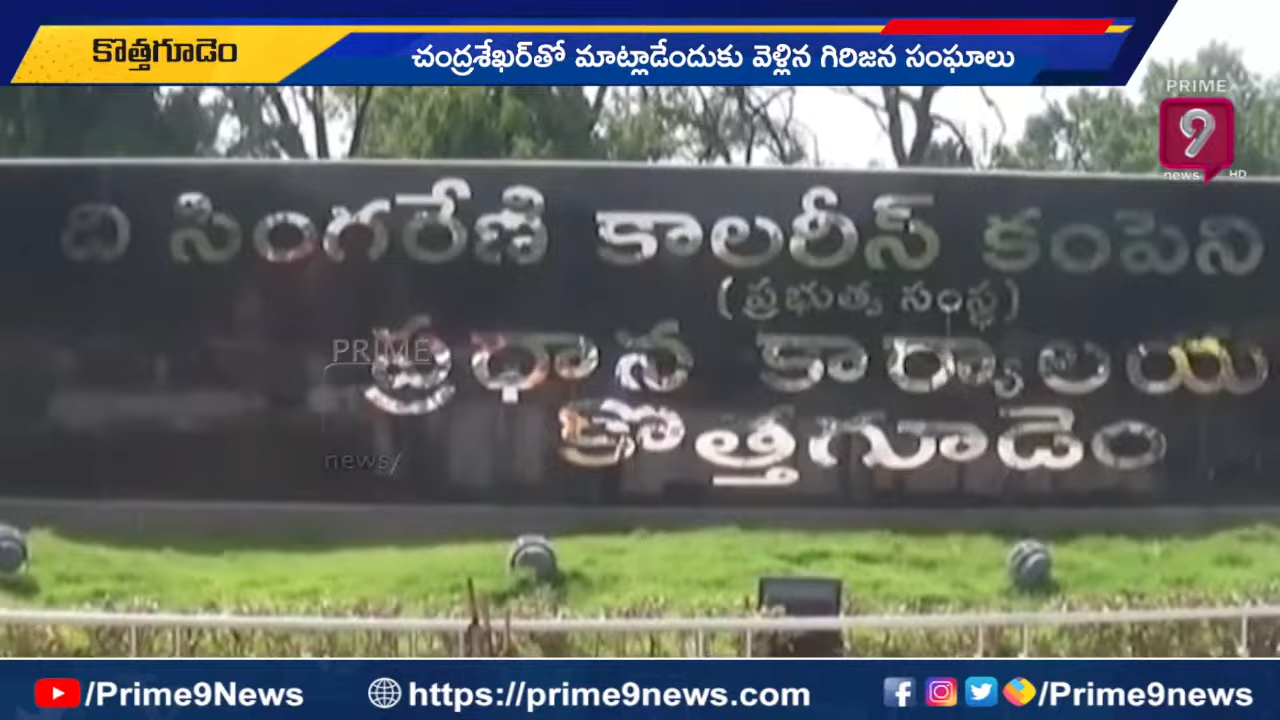 కొత్తగూడెం
చంద్రశేఖర్‌తో మాట్లాడేందుకు వెళ్లిన గిరిజన సంఘాలు
PRIME
9
news HD
ది సింగరేణి కాలరీస్ కంపెని
(ప్రభుత్వ సంస్థ)
ప్రధాన కార్యాలయ
కొత్తగూడెం
PRIME
news/
/Prime9News
https://prime9news.com
/Prime9news